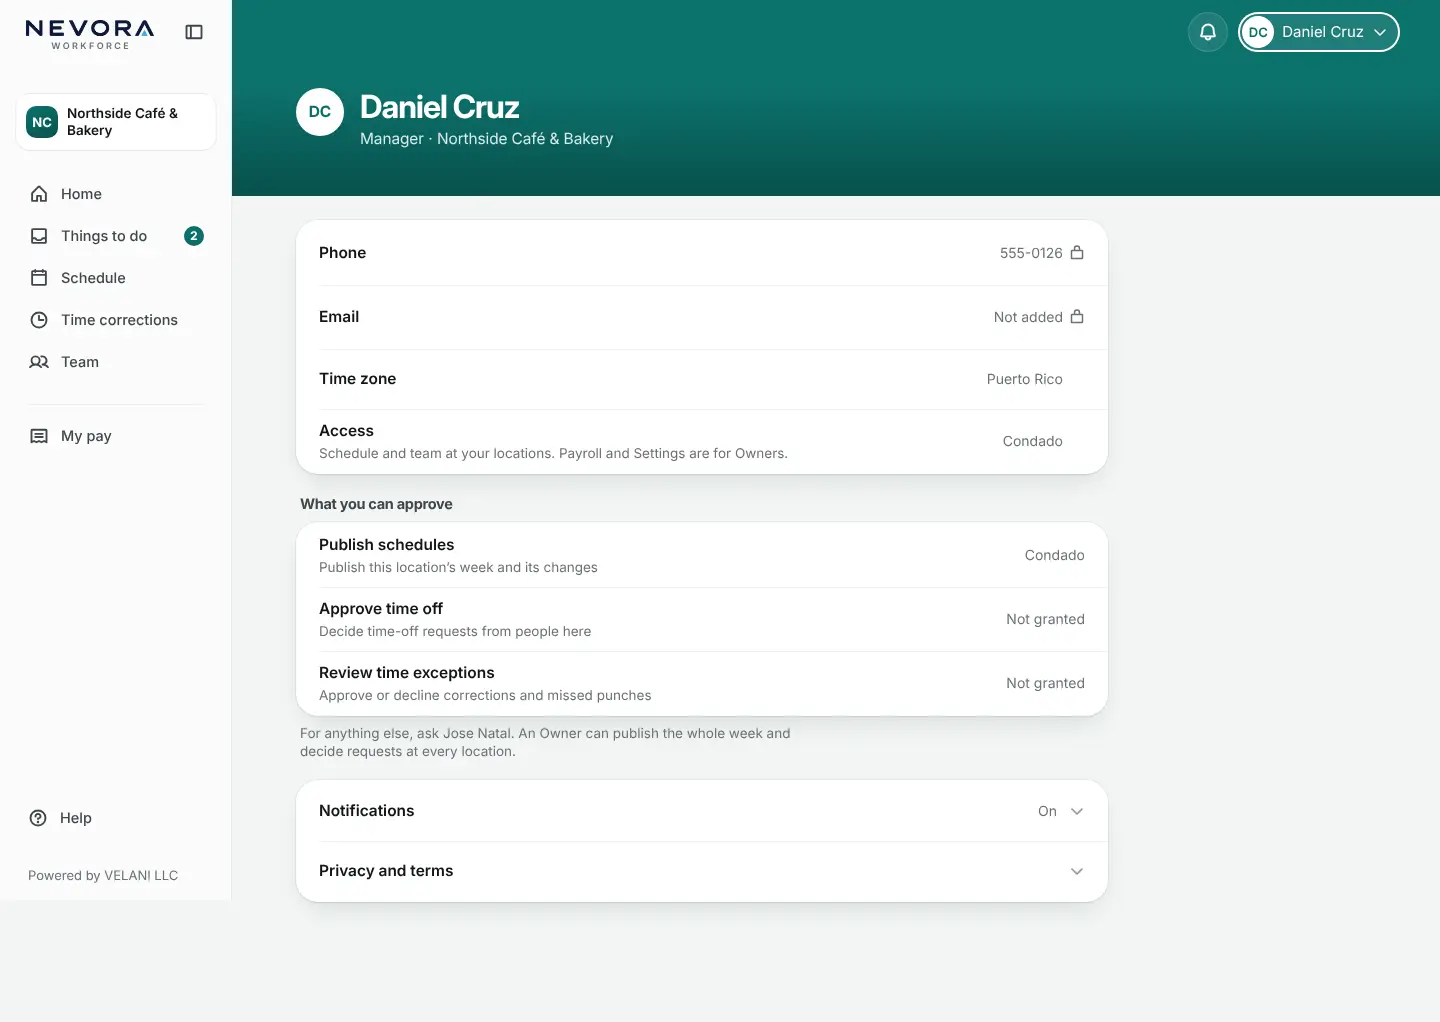 NEVORA
WORKFORCE
DC
Daniel Cruz
NC
Northside Café &
Bakery
Home
Things to do
2
Schedule
Time corrections
Team
My pay
Help
Powered by VELANI LLC
DC
Daniel Cruz
Manager · Northside Café & Bakery
Phone
555-0126
Email
Not added
Time zone
Puerto Rico
Access
Schedule and team at your locations. Payroll and Settings are for Owners.
Condado
What you can approve
Publish schedules
Publish this location’s week and its changes
Condado
Approve time off
Decide time-off requests from people here
Not granted
Review time exceptions
Approve or decline corrections and missed punches
Not granted
For anything else, ask Jose Natal. An Owner can publish the whole week and
decide requests at every location.
Notifications
On
Privacy and terms